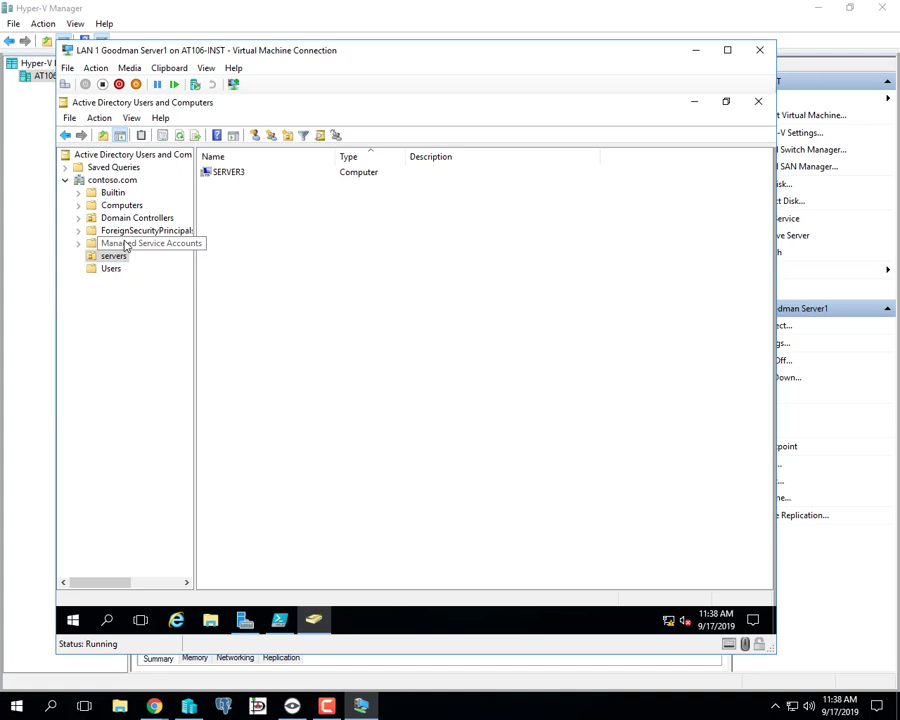 Hyper-V Manager
File Action View Help
Hyper-V
AT106
LAN 1 Goodman Server1 on AT106-INST - Virtual Machine Connection
File Action Media Clipboard View Help
Active Directory Users and Computers
File Action View Help
Active Directory Users and Com
Saved Queries
contoso.com
Builtin
Computers
Domain Controllers
ForeignSecurityPrincipals
Managed Service Accounts
servers
Users
Name Type Description
SERVER3 Computer
T
t Virtual Machine...
-V Settings...
Switch Manager...
SAN Manager...
isk...
t Disk...
ervice
ve Server
h
dman Server1
ect...
gs...
Off...
Down...
point
...
...
ne...
e Replication...
11:38 AM
9/17/2019
Status: Running
Summary Memory Networking Replication
11:38 AM
9/17/2019